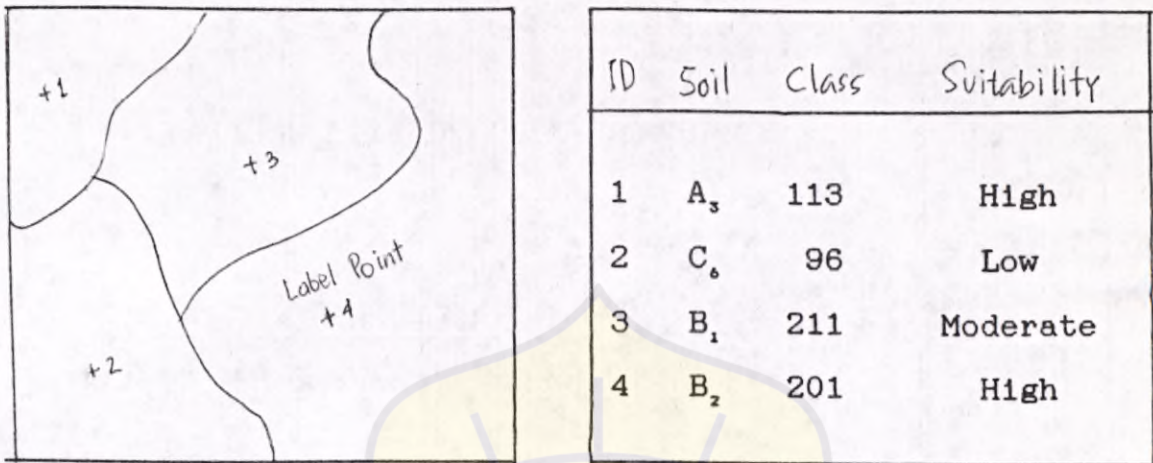 +1
+3
Label Point
+4
+2
ID Soil Class Suitability
1 A₃ 113 High
2 C₆ 96 Low
3 B₁ 211 Moderate
4 B₂ 201 High